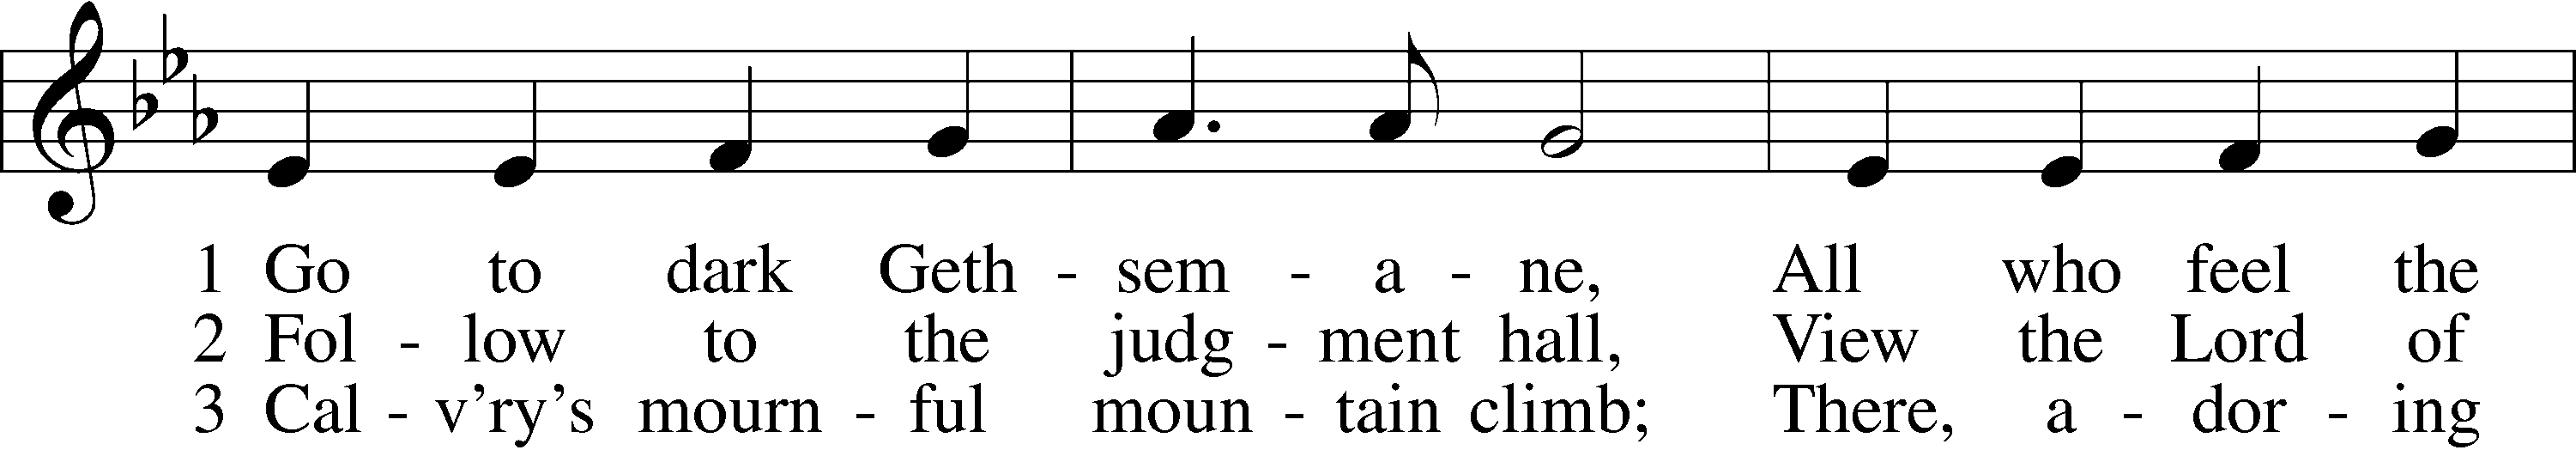 1 Go to dark Geth - sem - a - ne, All who feel the
2 Fol - low to the judg - ment hall, View the Lord of
3 Cal - v'ry's mourn - ful moun - tain climb; There, a - dor - ing